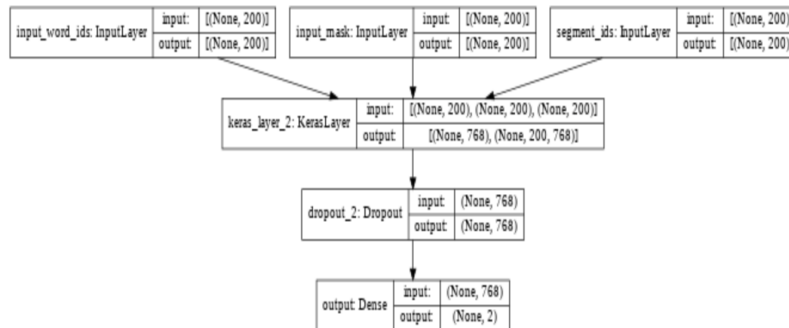 input_word_ids: InputLayer input: [(None, 200)] output: [(None, 200)]
input_mask: InputLayer input: [(None, 200)] output: [(None, 200)]
segment_ids: InputLayer input: [(None, 200)] output: [(None, 200)]
keras_layer_2: KerasLayer input: [(None, 200), (None, 200), (None, 200)] output: [(None, 768), (None, 200, 768)]
dropout_2: Dropout input: (None, 768) output: (None, 768)
output: Dense input: (None, 768) output: (None, 2)